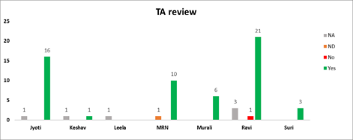 TA review
25
20
15
10
5
0
1
16
1
1
1
1
10
6
3
1
21
3
Jyoti
Keshav
Leela
MRN
Murali
Ravi
Suri
NA
ND
No
Yes